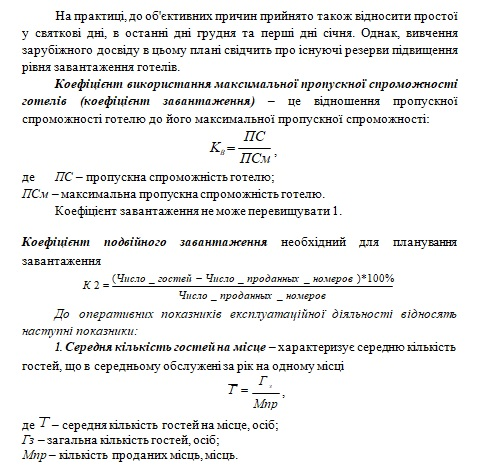 На практиці, до об'єктивних причин прийнято також відносити простої
у святкові дні, в останні дні грудня та перші дні січня. Однак, вивчення
зарубіжного досвіду в цьому плані свідчить про існуючі резерви підвищення
рівня завантаження готелів.
Коефіцієнт використання максимальної пропускної спроможності
готелів (коефіцієнт завантаження) – це відношення пропускної
спроможності готелю до його максимальної пропускної спроможності:
K_в = ПС / ПСм ,
де ПС – пропускна спроможність готелю;
ПСм – максимальна пропускна спроможність готелю.
Коефіцієнт завантаження не може перевищувати 1.
Коефіцієнт подвійного завантаження необхідний для планування
завантаження
К 2 = (Число _ гостей − Число _ проданных _ номеров )*100% / Число _ проданных _ номеров
До оперативних показників експлуатаційної діяльності відносять
наступні показники:
1. Середня кількість гостей на місце – характеризує середню кількість
гостей, що в середньому обслужені за рік на одному місці
T̅ = Г_з / Мпр ,
де T̅ – середня кількість гостей на місце, осіб;
Гз – загальна кількість гостей, осіб;
Мпр – кількість проданих місць, місць.